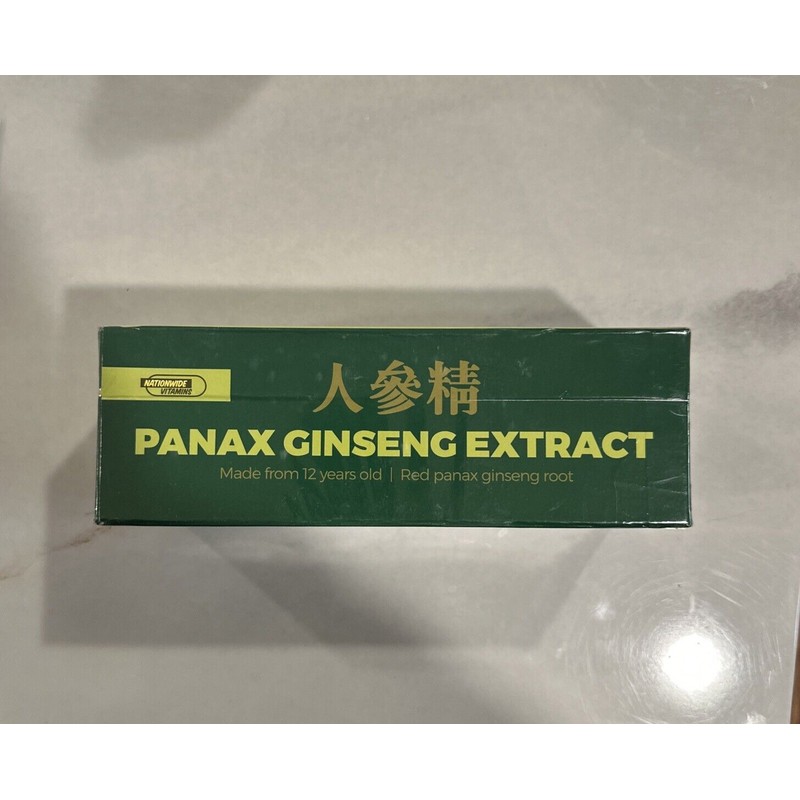 NATIONWIDE
VITAMINS
人參精
PANAX GINSENG EXTRACT
Made from 12 years old | Red panax ginseng root